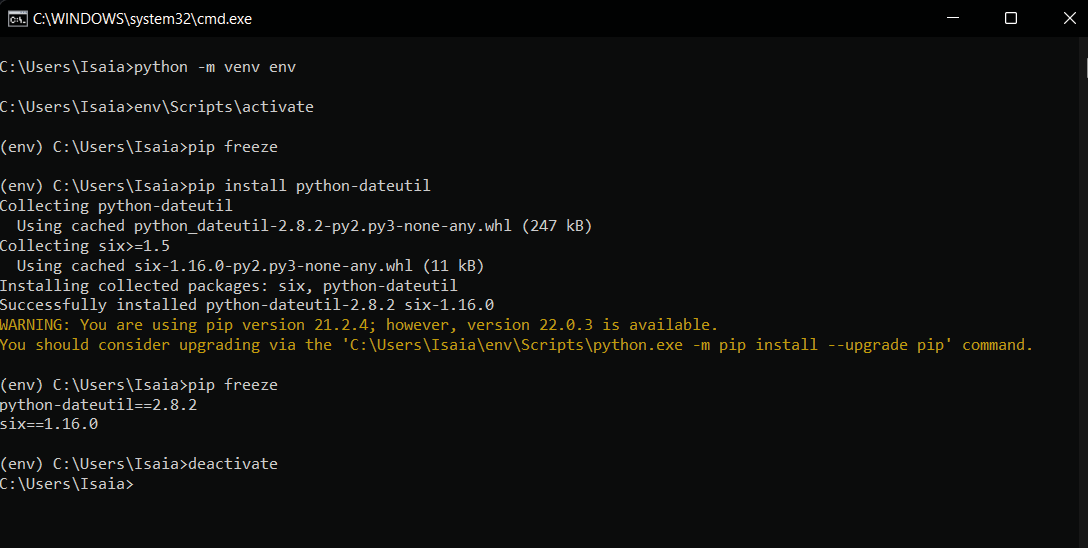 C:\WINDOWS\system32\cmd.exe
C:\Users\Isaia>python -m venv env
C:\Users\Isaia>env\Scripts\activate
(env) C:\Users\Isaia>pip freeze
(env) C:\Users\Isaia>pip install python-dateutil
Collecting python-dateutil
  Using cached python_dateutil-2.8.2-py2.py3-none-any.whl (247 kB)
Collecting six>=1.5
  Using cached six-1.16.0-py2.py3-none-any.whl (11 kB)
Installing collected packages: six, python-dateutil
Successfully installed python-dateutil-2.8.2 six-1.16.0
WARNING: You are using pip version 21.2.4; however, version 22.0.3 is available.
You should consider upgrading via the 'C:\Users\Isaia\env\Scripts\python.exe -m pip install --upgrade pip' command.
(env) C:\Users\Isaia>pip freeze
python-dateutil==2.8.2
six==1.16.0
(env) C:\Users\Isaia>deactivate
C:\Users\Isaia>